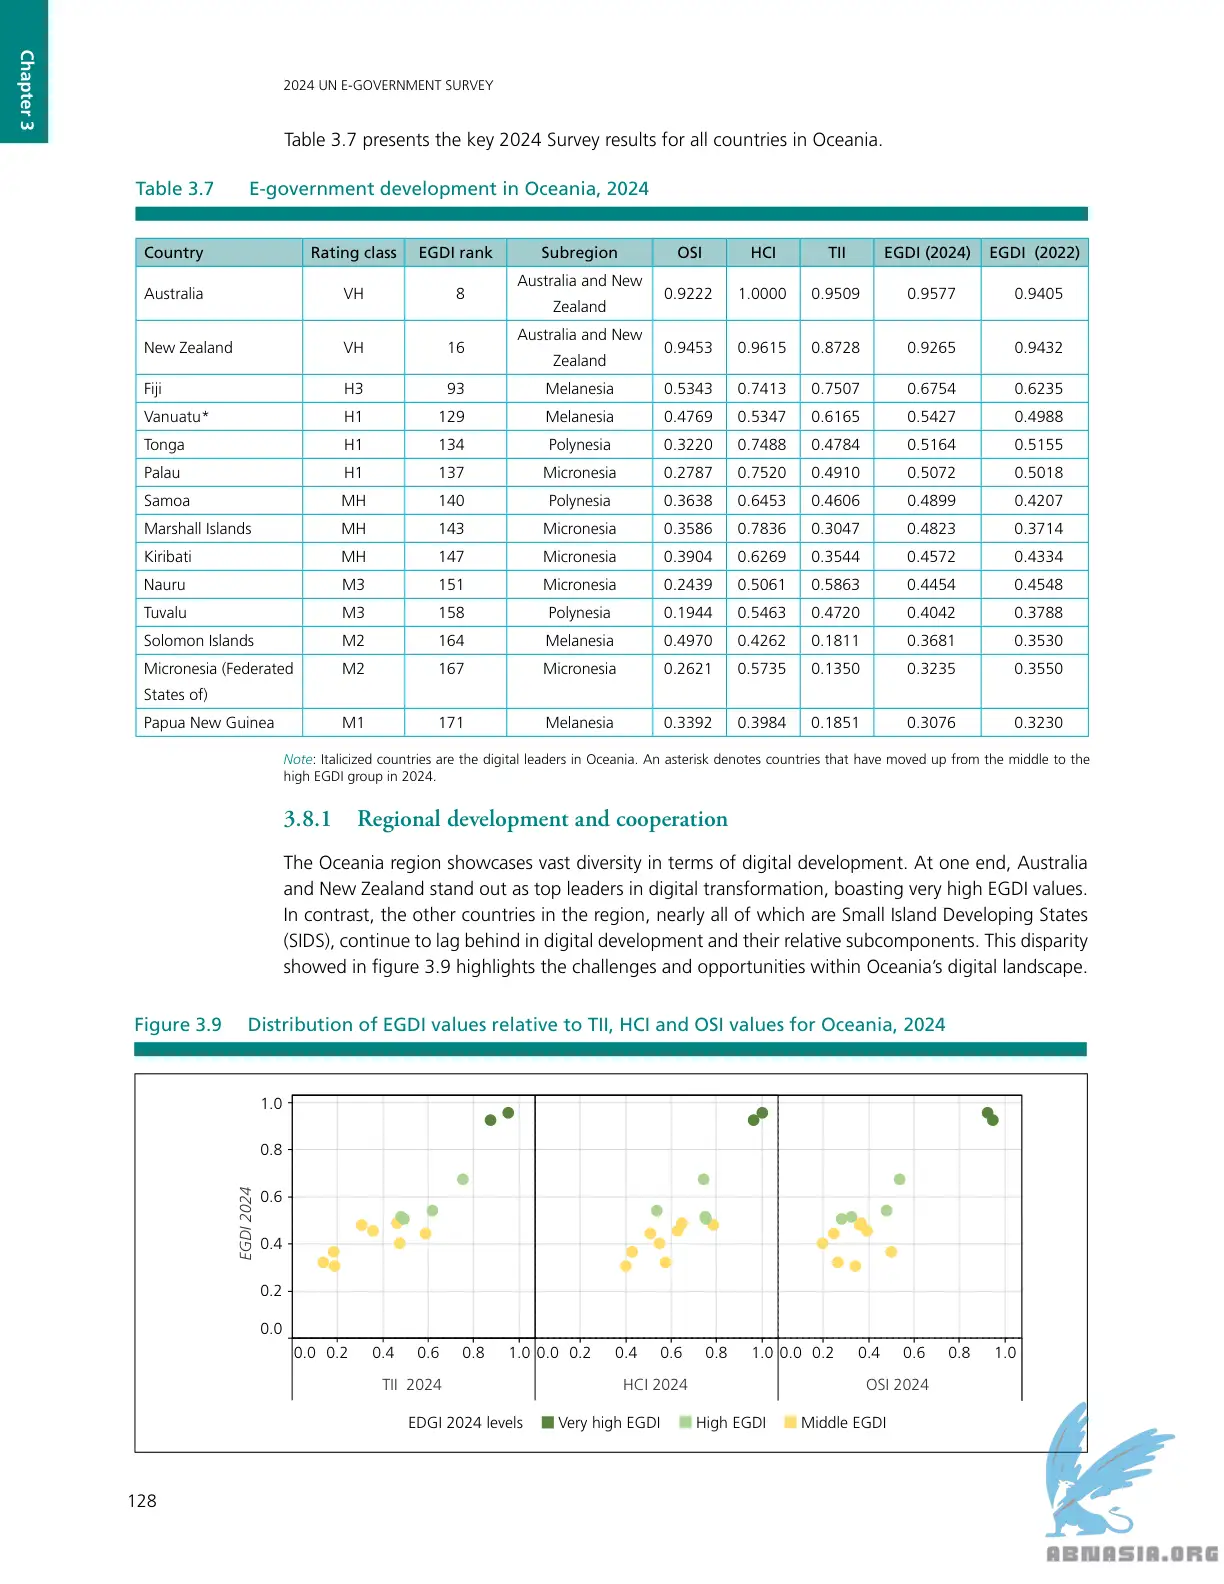 Chapter 3
2024 UN E-GOVERNMENT SURVEY
Table 3.7 presents the key 2024 Survey results for all countries in Oceania.
Table 3.7 E-government development in Oceania, 2024
Country Rating class EGDI rank Subregion OSI HCI TII EGDI (2024) EGDI (2022)
Australia VH 8 Australia and New Zealand 0.9222 1.0000 0.9509 0.9577 0.9405
New Zealand VH 16 Australia and New Zealand 0.9453 0.9615 0.8728 0.9265 0.9432
Fiji H3 93 Melanesia 0.5343 0.7413 0.7507 0.6754 0.6235
Vanuatu* H1 129 Melanesia 0.4769 0.5347 0.6165 0.5427 0.4988
Tonga H1 134 Polynesia 0.3220 0.7488 0.4784 0.5164 0.5155
Palau H1 137 Micronesia 0.2787 0.7520 0.4910 0.5072 0.5018
Samoa MH 140 Polynesia 0.3638 0.6453 0.4606 0.4899 0.4207
Marshall Islands MH 143 Micronesia 0.3586 0.7836 0.3047 0.4823 0.3714
Kiribati MH 147 Micronesia 0.3904 0.6269 0.3544 0.4572 0.4334
Nauru M3 151 Micronesia 0.2439 0.5061 0.5863 0.4454 0.4548
Tuvalu M3 158 Polynesia 0.1944 0.5463 0.4720 0.4042 0.3788
Solomon Islands M2 164 Melanesia 0.4970 0.4262 0.1811 0.3681 0.3530
Micronesia (Federated States of) M2 167 Micronesia 0.2621 0.5735 0.1350 0.3235 0.3550
Papua New Guinea M1 171 Melanesia 0.3392 0.3984 0.1851 0.3076 0.3230
Note: Italicized countries are the digital leaders in Oceania. An asterisk denotes countries that have moved up from the middle to the
high EGDI group in 2024.
3.8.1 Regional development and cooperation
The Oceania region showcases vast diversity in terms of digital development. At one end, Australia
and New Zealand stand out as top leaders in digital transformation, boasting very high EGDI values.
In contrast, the other countries in the region, nearly all of which are Small Island Developing States
(SIDS), continue to lag behind in digital development and their relative subcomponents. This disparity
showed in figure 3.9 highlights the challenges and opportunities within Oceania’s digital landscape.
Figure 3.9 Distribution of EGDI values relative to TII, HCI and OSI values for Oceania, 2024
EGDI 2024
1.0
0.8
0.6
0.4
0.2
0.0
0.0 0.2 0.4 0.6 0.8 1.0 0.0 0.2 0.4 0.6 0.8 1.0 0.0 0.2 0.4 0.6 0.8 1.0
TII 2024 HCI 2024 OSI 2024
EDGI 2024 levels Very high EGDI High EGDI Middle EGDI
128
ABNASIA.ORG